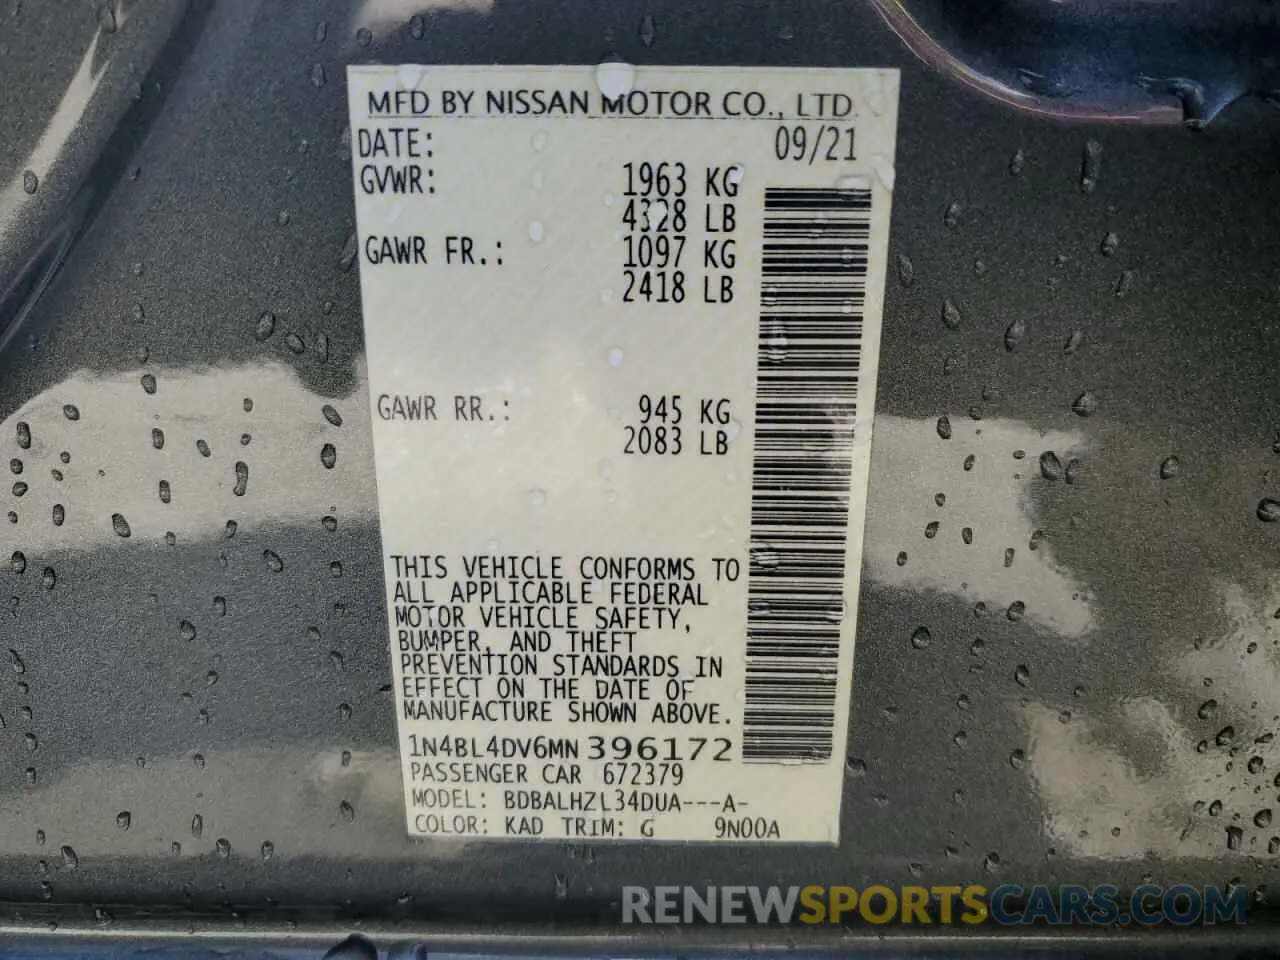 MFD BY NISSAN MOTOR CO., LTD.
DATE: 09/21
GVWR: 1963 KG
4328 LB
GAWR FR.: 1097 KG
2418 LB
GAWR RR.: 945 KG
2083 LB
THIS VEHICLE CONFORMS TO
ALL APPLICABLE FEDERAL
MOTOR VEHICLE SAFETY,
BUMPER, AND THEFT
PREVENTION STANDARDS IN
EFFECT ON THE DATE OF
MANUFACTURE SHOWN ABOVE.
1N4BL4DV6MN396172
PASSENGER CAR 672379
MODEL: BDBALHZL34DUA---A-
COLOR: KAD TRIM: G 9N00A
RENEWSPORTSCARS.COM